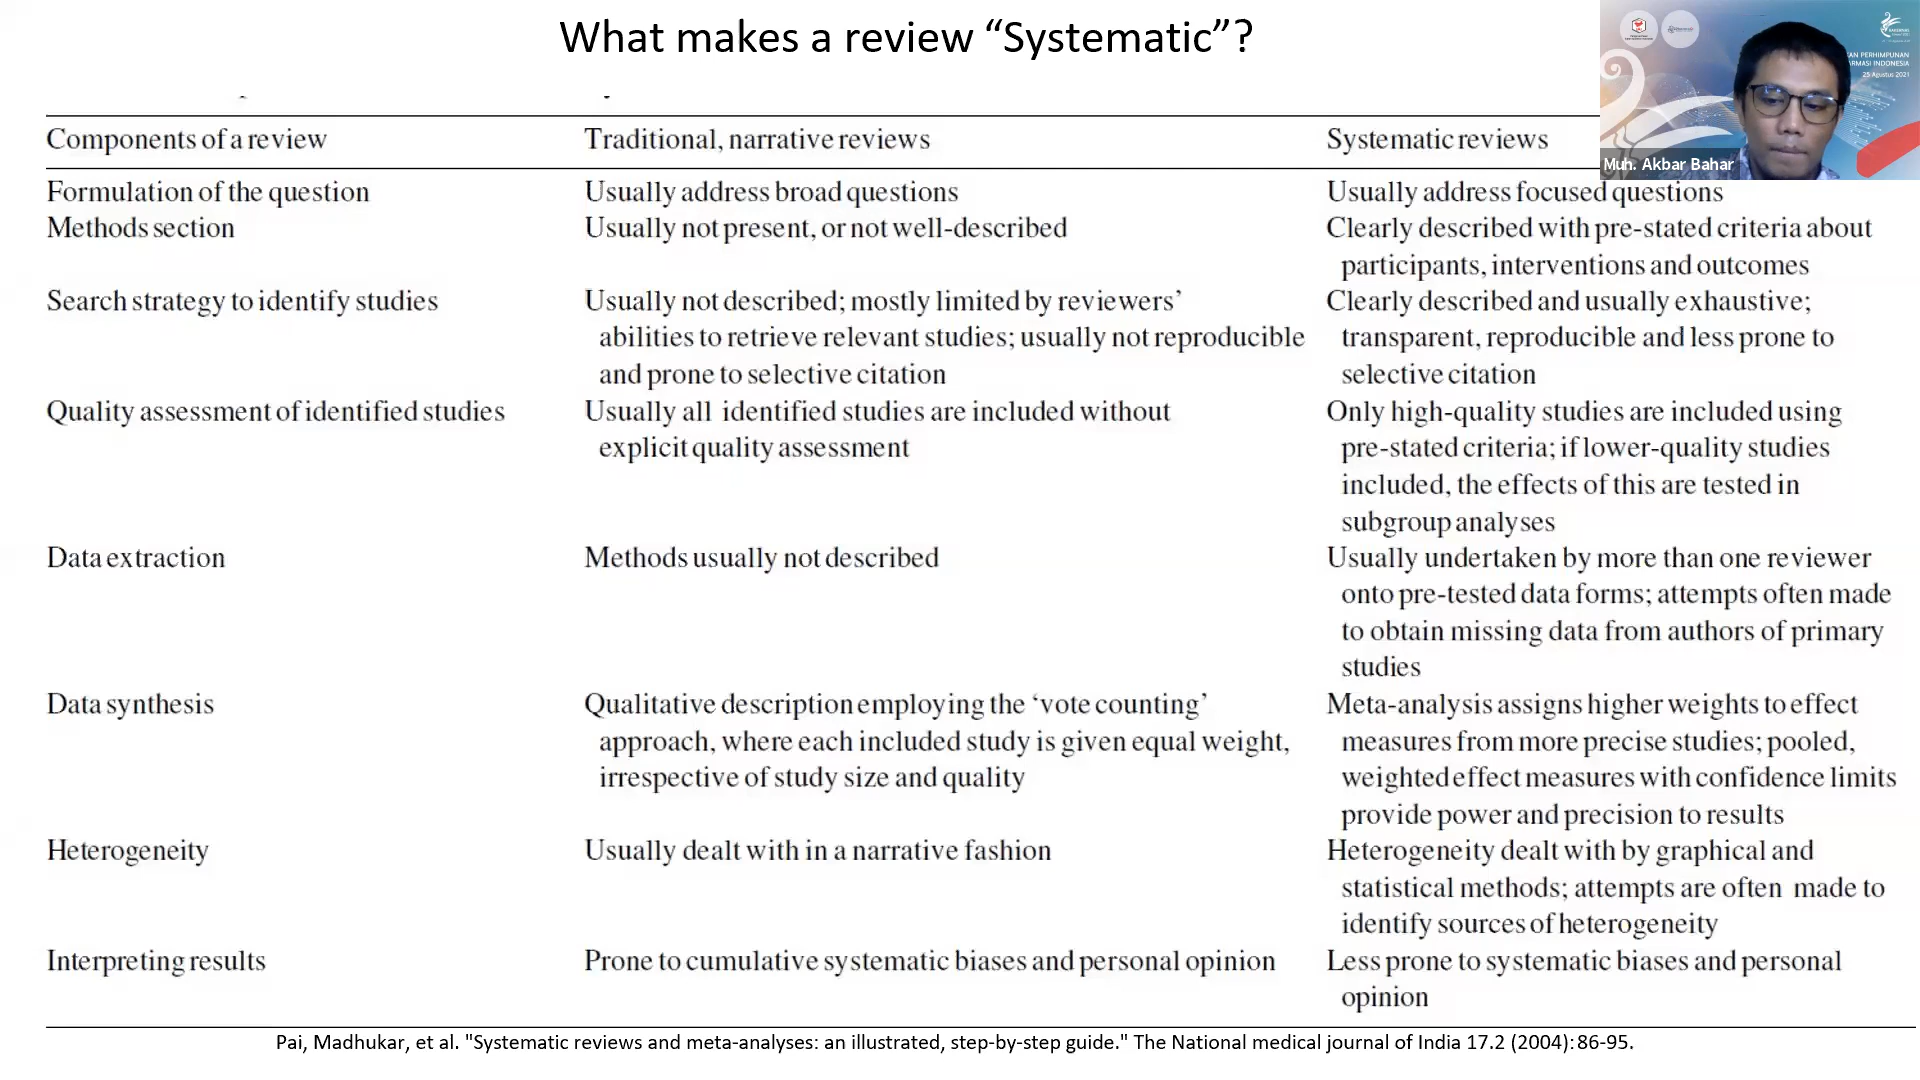 What makes a review “Systematic”?
KAN PERHIMPUNAN
ARMASI INDONESIA
25 Agustus 2021
Muh. Akbar Bahar
Components of a review Traditional, narrative reviews Systematic reviews
Formulation of the question Usually address broad questions Usually address focused questions
Methods section Usually not present, or not well-described Clearly described with pre-stated criteria about
participants, interventions and outcomes
Search strategy to identify studies Usually not described; mostly limited by reviewers’ Clearly described and usually exhaustive;
abilities to retrieve relevant studies; usually not reproducible transparent, reproducible and less prone to
and prone to selective citation selective citation
Quality assessment of identified studies Usually all identified studies are included without Only high-quality studies are included using
explicit quality assessment pre-stated criteria; if lower-quality studies
included, the effects of this are tested in
subgroup analyses
Data extraction Methods usually not described Usually undertaken by more than one reviewer
onto pre-tested data forms; attempts often made
to obtain missing data from authors of primary
studies
Data synthesis Qualitative description employing the ‘vote counting’ Meta-analysis assigns higher weights to effect
approach, where each included study is given equal weight, measures from more precise studies; pooled,
irrespective of study size and quality weighted effect measures with confidence limits
provide power and precision to results
Heterogeneity Usually dealt with in a narrative fashion Heterogeneity dealt with by graphical and
statistical methods; attempts are often made to
identify sources of heterogeneity
Interpreting results Prone to cumulative systematic biases and personal opinion Less prone to systematic biases and personal
opinion
Pai, Madhukar, et al. "Systematic reviews and meta-analyses: an illustrated, step-by-step guide." The National medical journal of India 17.2 (2004): 86-95.